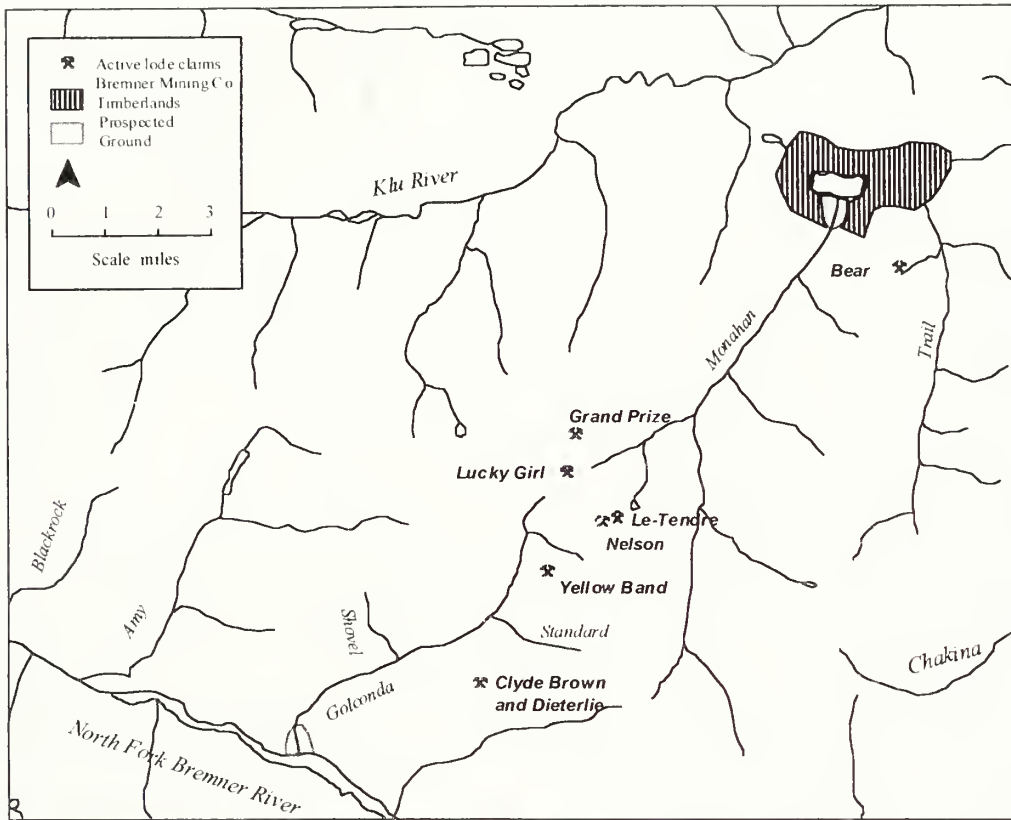 Active lode claims
Bremner Mining Co
Timberlands
Prospected
Ground
0 1 2 3
Scale miles
Klu River
Bear
Monahan
Trail
Grand Prize
Lucky Girl
Le-Tendre
Nelson
Blackrock
Yellow Band
Amy
Shovel
Standard
Chakina
Golconda
Clyde Brown
and Dieterlie
North Fork Bremner River